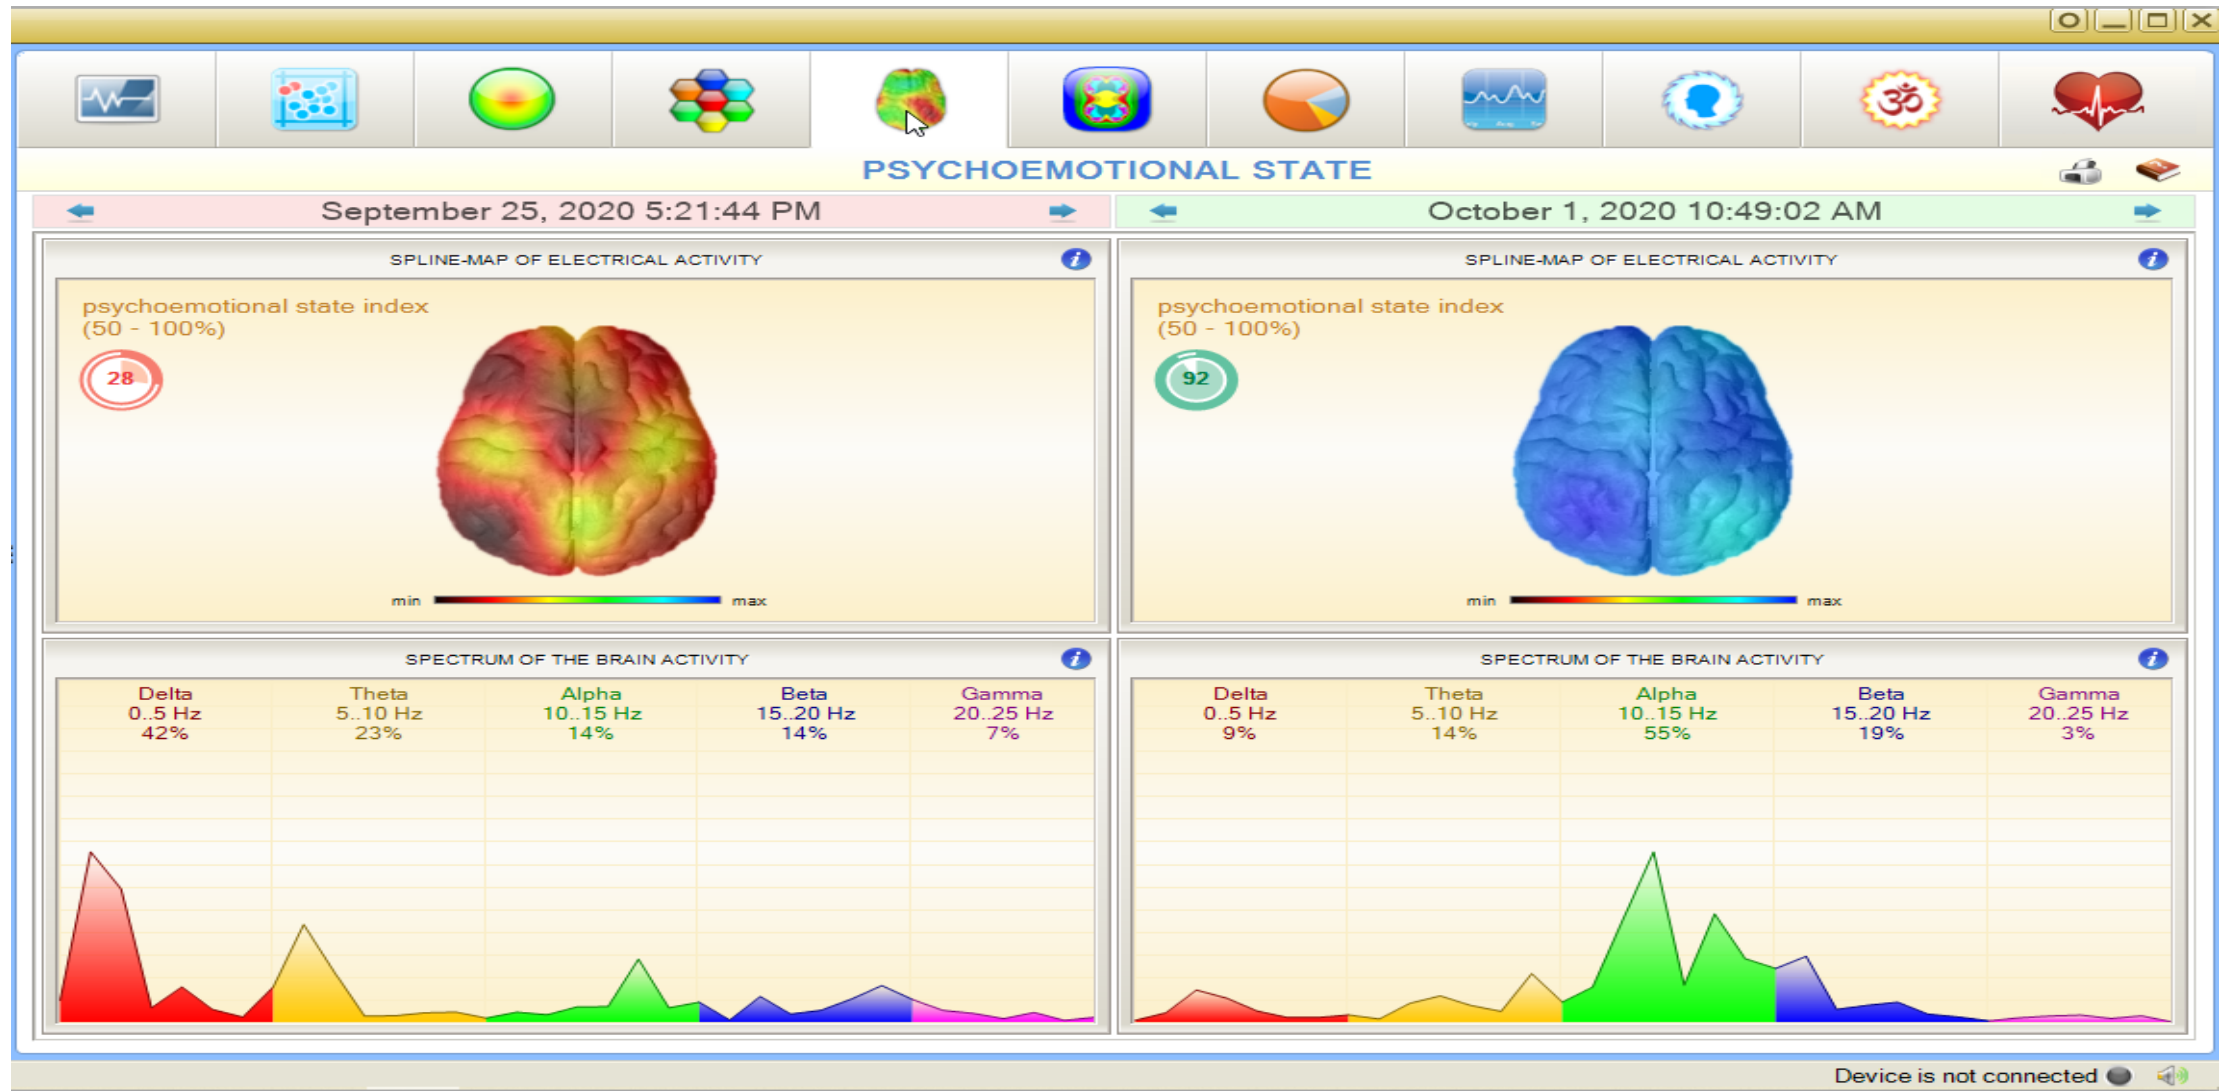 PSYCHOEMOTIONAL STATE
September 25, 2020 5:21:44 PM
October 1, 2020 10:49:02 AM
SPLINE-MAP OF ELECTRICAL ACTIVITY
psychoemotional state index
(50 - 100%)
28
min max
SPLINE-MAP OF ELECTRICAL ACTIVITY
psychoemotional state index
(50 - 100%)
92
min max
SPECTRUM OF THE BRAIN ACTIVITY
Delta Theta Alpha Beta Gamma
0..5 Hz 5..10 Hz 10..15 Hz 15..20 Hz 20..25 Hz
42% 23% 14% 14% 7%
SPECTRUM OF THE BRAIN ACTIVITY
Delta Theta Alpha Beta Gamma
0..5 Hz 5..10 Hz 10..15 Hz 15..20 Hz 20..25 Hz
9% 14% 55% 19% 3%
Device is not connected